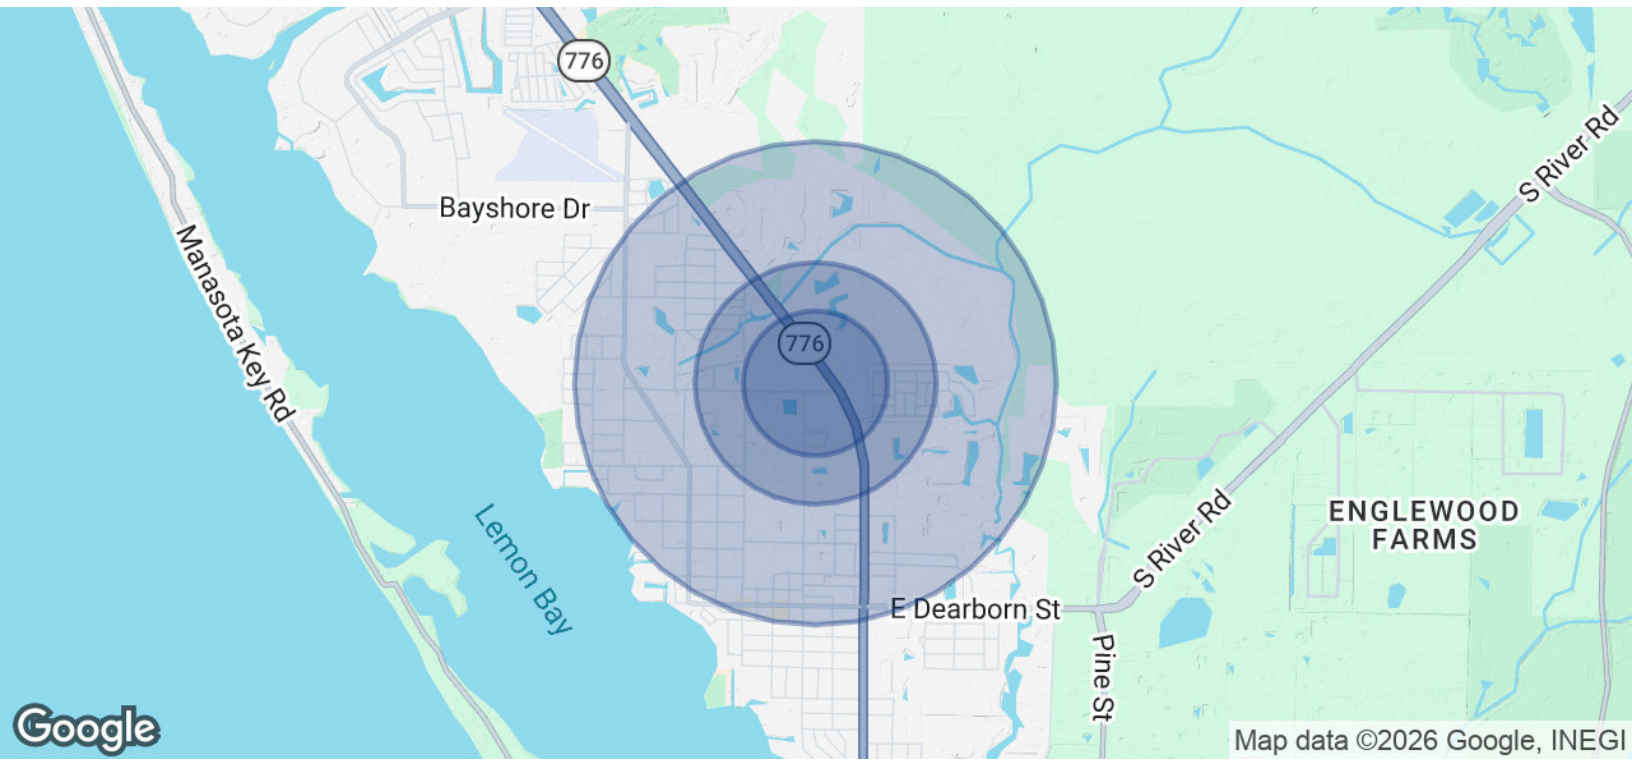 776
S River Rd
Bayshore Dr
Manasota Key Rd
776
Lemon Bay
ENGLEWOOD
FARMS
S River Rd
E Dearborn St
Pine St
Google
Map data ©2026 Google, INEGI